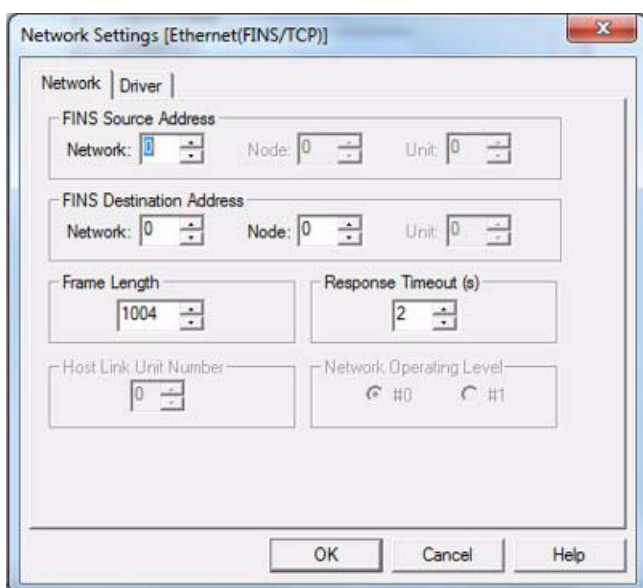 Network Settings [Ethernet(FINS/TCP)]
Network Driver
FINS Source Address
Network: 0 Node: 0 Unit: 0
FINS Destination Address
Network: 0 Node: 0 Unit: 0
Frame Length Response Timeout (s)
1004 2
Host Link Unit Number Network Operating Level
0 #0 #1
OK Cancel Help